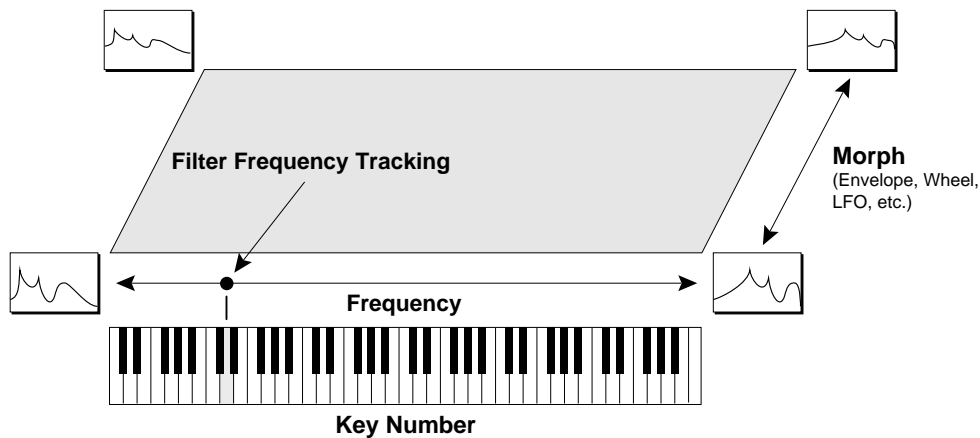 Filter Frequency Tracking
Morph
(Envelope, Wheel,
LFO, etc.)
Frequency
Key Number